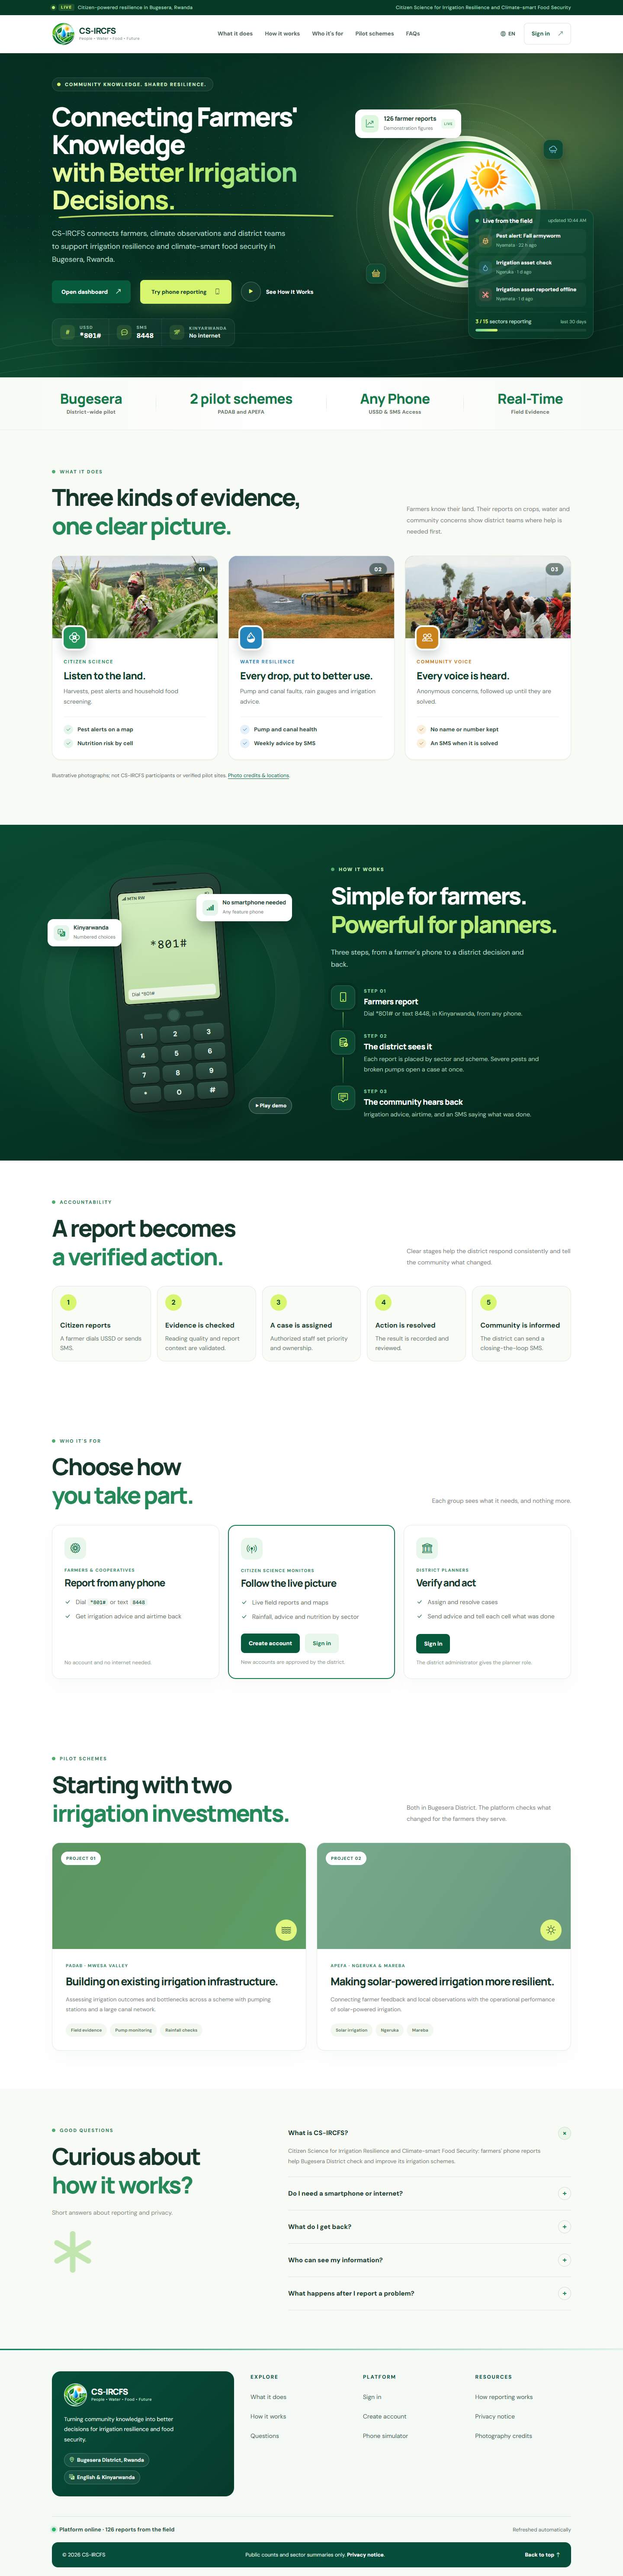 LIVE Citizen-powered resilience in Bugesera, Rwanda
Citizen Science for Irrigation Resilience and Climate-smart Food Security
CS-IRCFS
People • Water • Food • Future
What it does
How it works
Who it's for
Pilot schemes
FAQs
EN
Sign in
COMMUNITY KNOWLEDGE. SHARED RESILIENCE.
Connecting Farmers'
Knowledge
with Better Irrigation
Decisions.
CS-IRCFS connects farmers, climate observations and district teams
to support irrigation resilience and climate-smart food security in
Bugesera, Rwanda.
Open dashboard
Try phone reporting
See How It Works
USSD
*801#
SMS
8448
KINYARWANDA
No internet
126 farmer reports
Demonstration figures
LIVE
Live from the field
updated 10:44 AM
Pest alert: Fall armyworm
Nyamata · 22 h ago
Irrigation asset check
Ngeruka · 1 d ago
Irrigation asset reported offline
Nyamata · 1 d ago
3 / 15 sectors reporting
last 30 days
Bugesera
District-wide pilot
2 pilot schemes
PADAB and APEFA
Any Phone
USSD & SMS Access
Real-Time
Field Evidence
WHAT IT DOES
Three kinds of evidence,
one clear picture.
Farmers know their land. Their reports on crops, water and
community concerns show district teams where help is
needed first.
01
CITIZEN SCIENCE
Listen to the land.
Harvests, pest alerts and household food
screening.
Pest alerts on a map
Nutrition risk by cell
02
WATER RESILIENCE
Every drop, put to better use.
Pump and canal faults, rain gauges and irrigation
advice.
Pump and canal health
Weekly advice by SMS
03
COMMUNITY VOICE
Every voice is heard.
Anonymous concerns, followed up until they are
solved.
No name or number kept
An SMS when it is solved
Illustrative photographs; not CS-IRCFS participants or verified pilot sites. Photo credits & locations
MTN RW
*801#
Dial *801#
1 2 3
4 5 6
7 8 9
* 0 #
Kinyarwanda
Numbered choices
No smartphone needed
Any feature phone
Play demo
HOW IT WORKS
Simple for farmers.
Powerful for planners.
Three steps, from a farmer's phone to a district decision and
back.
STEP 01
Farmers report
Dial *801# or text 8448, in Kinyarwanda, from any phone.
STEP 02
The district sees it
Each report is placed by sector and scheme. Severe pests and
broken pumps open a case at once.
STEP 03
The community hears back
Irrigation advice, airtime, and an SMS saying what was done.
ACCOUNTABILITY
A report becomes
a verified action.
Clear stages help the district respond consistently and tell
the community what changed.
1
Citizen reports
A farmer dials USSD or sends
SMS.
2
Evidence is checked
Reading quality and report
context are validated.
3
A case is assigned
Authorized staff set priority
and ownership.
4
Action is resolved
The result is recorded and
reviewed.
5
Community is informed
The district can send a
closing-the-loop SMS.
WHO IT'S FOR
Choose how
you take part.
Each group sees what it needs, and nothing more.
FARMERS & COOPERATIVES
Report from any phone
Dial *801# or text 8448
Get irrigation advice and airtime back
No account and no internet needed.
CITIZEN SCIENCE MONITORS
Follow the live picture
Live field reports and maps
Rainfall, advice and nutrition by sector
Create account
Sign in
New accounts are approved by the district.
DISTRICT PLANNERS
Verify and act
Assign and resolve cases
Send advice and tell each cell what was done
Sign in
The district administrator gives the planner role.
PILOT SCHEMES
Starting with two
irrigation investments.
Both in Bugesera District. The platform checks what
changed for the farmers they serve.
PROJECT 01
PADAB · MWESA VALLEY
Building on existing irrigation infrastructure.
Assessing irrigation outcomes and bottlenecks across a scheme with pumping
stations and a large canal network.
Field evidence
Pump monitoring
Rainfall checks
PROJECT 02
APEFA · NGERUKA & MAREBA
Making solar-powered irrigation more resilient.
Connecting farmer feedback and local observations with the operational performance
of solar-powered irrigation.
Solar irrigation
Ngeruka
Mareba
GOOD QUESTIONS
Curious about
how it works?
Short answers about reporting and privacy.
What is CS-IRCFS?
Citizen Science for Irrigation Resilience and Climate-smart Food Security: farmers' phone reports
help Bugesera District check and improve its irrigation schemes.
Do I need a smartphone or internet?
What do I get back?
Who can see my information?
What happens after I report a problem?
CS-IRCFS
People • Water • Food • Future
Turning community knowledge into better
decisions for irrigation resilience and food
security.
Bugesera District, Rwanda
English & Kinyarwanda
EXPLORE
What it does
How it works
Questions
PLATFORM
Sign in
Create account
Phone simulator
RESOURCES
How reporting works
Privacy notice
Photography credits
Platform online · 126 reports from the field
Refreshed automatically
© 2026 CS-IRCFS
Public counts and sector summaries only. Privacy notice.
Back to top ↑